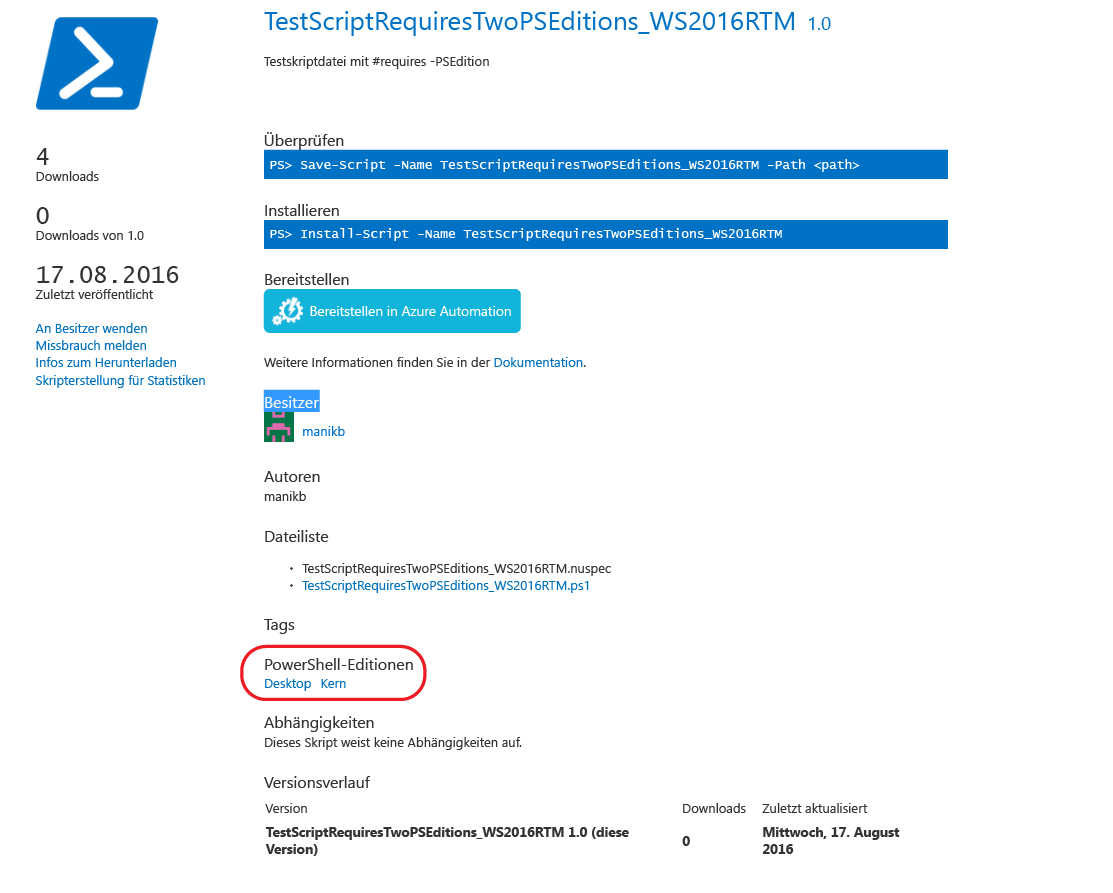 TestScriptRequiresTwoPSEditions_WS2016RTM 1.0
Testskriptdatei mit #requires -PSEdition
4
Downloads
0
Downloads von 1.0
17.08.2016
Zuletzt veröffentlicht
An Besitzer wenden
Missbrauch melden
Infos zum Herunterladen
Skripterstellung für Statistiken
Überprüfen
PS> Save-Script -Name TestScriptRequiresTwoPSEditions_WS2016RTM -Path <path>
Installieren
PS> Install-Script -Name TestScriptRequiresTwoPSEditions_WS2016RTM
Bereitstellen
Bereitstellen in Azure Automation
Weitere Informationen finden Sie in der Dokumentation.
Besitzer
manikb
Autoren
manikb
Dateiliste
• TestScriptRequiresTwoPSEditions_WS2016RTM.nuspec
• TestScriptRequiresTwoPSEditions_WS2016RTM.ps1
Tags
PowerShell-Editionen
Desktop Kern
Abhängigkeiten
Dieses Skript weist keine Abhängigkeiten auf.
Versionsverlauf
Version Downloads Zuletzt aktualisiert
TestScriptRequiresTwoPSEditions_WS2016RTM 1.0 (diese
Version)
0
Mittwoch, 17. August
2016